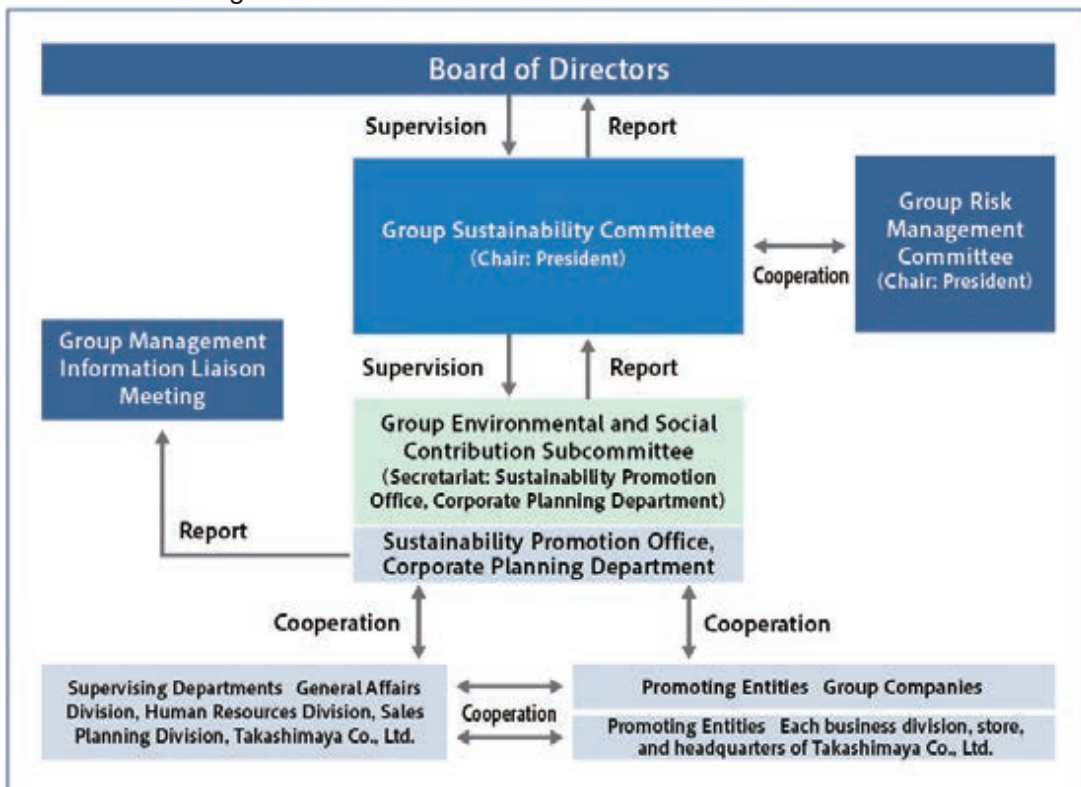 Board of Directors
Supervision
Report
Group Sustainability Committee
(Chair: President)
Cooperation
Group Risk
Management
Committee
(Chair: President)
Group Management
Information Liaison
Meeting
Supervision
Report
Group Environmental and Social
Contribution Subcommittee
(Secretariat: Sustainability Promotion
Office, Corporate Planning Department)
Report
Sustainability Promotion Office,
Corporate Planning Department
Cooperation
Cooperation
Supervising Departments General Affairs
Division, Human Resources Division, Sales
Planning Division, Takashimaya Co., Ltd.
Cooperation
Promoting Entities Group Companies
Promoting Entities Each business division, store,
and headquarters of Takashimaya Co., Ltd.